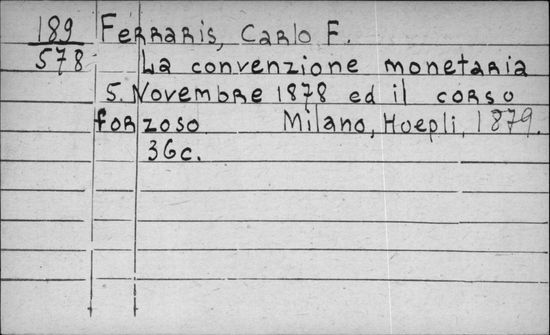 189 Ferraris, Carlo F.
578 La convenzione monetaria
5. Novembre 1878 ed il corso
forzoso Milano, Hoepli, 1879.
36c.